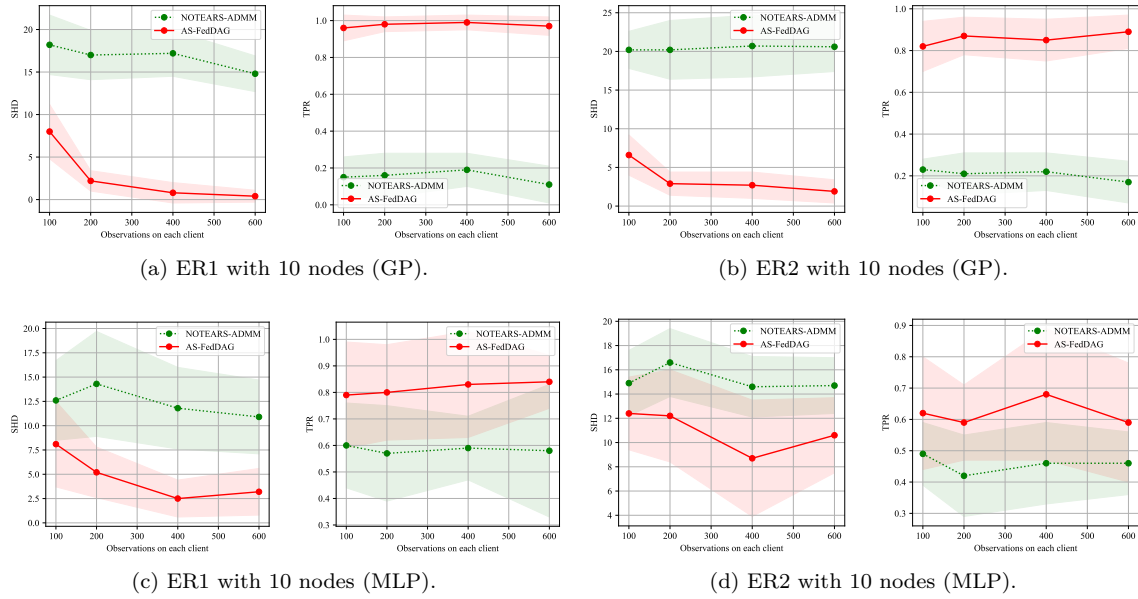 NOTEARS-ADMM
AS-FedDAG
SHD
20
15
10
5
0
100 200 300 400 500 600
Observations on each client
TPR
1.0
0.8
0.6
0.4
0.2
0.0
NOTEARS-ADMM
AS-FedDAG
100 200 300 400 500 600
Observations on each client
(a) ER1 with 10 nodes (GP).
NOTEARS-ADMM
AS-FedDAG
SHD
25
20
15
10
5
0
100 200 300 400 500 600
Observations on each client
TPR
1.0
0.8
0.6
0.4
0.2
NOTEARS-ADMM
AS-FedDAG
100 200 300 400 500 600
Observations on each client
(b) ER2 with 10 nodes (GP).
NOTEARS-ADMM
AS-FedDAG
SHD
20.0
17.5
15.0
12.5
10.0
7.5
5.0
2.5
0.0
100 200 300 400 500 600
Observations on each client
NOTEARS-ADMM
AS-FedDAG
TPR
1.0
0.9
0.8
0.7
0.6
0.5
0.4
0.3
100 200 300 400 500 600
Observations on each client
(c) ER1 with 10 nodes (MLP).
NOTEARS-ADMM
AS-FedDAG
SHD
20
18
16
14
12
10
8
6
4
100 200 300 400 500 600
Observations on each client
NOTEARS-ADMM
AS-FedDAG
TPR
0.9
0.8
0.7
0.6
0.5
0.4
0.3
100 200 300 400 500 600
Observations on each client
(d) ER2 with 10 nodes (MLP).